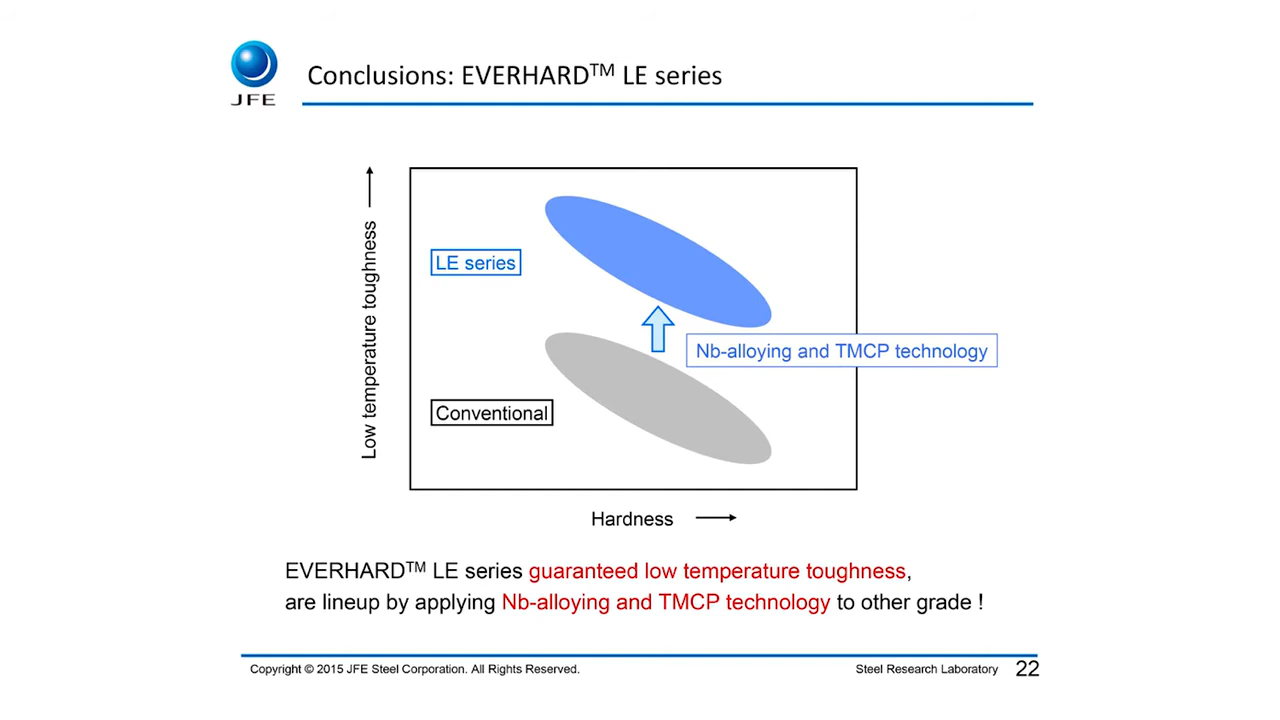 JFE
Conclusions: EVERHARD™ LE series
Low temperature toughness
LE series
Nb-alloying and TMCP technology
Conventional
Hardness
EVERHARD™ LE series guaranteed low temperature toughness,
are lineup by applying Nb-alloying and TMCP technology to other grade !
Copyright © 2015 JFE Steel Corporation. All Rights Reserved.
Steel Research Laboratory 22